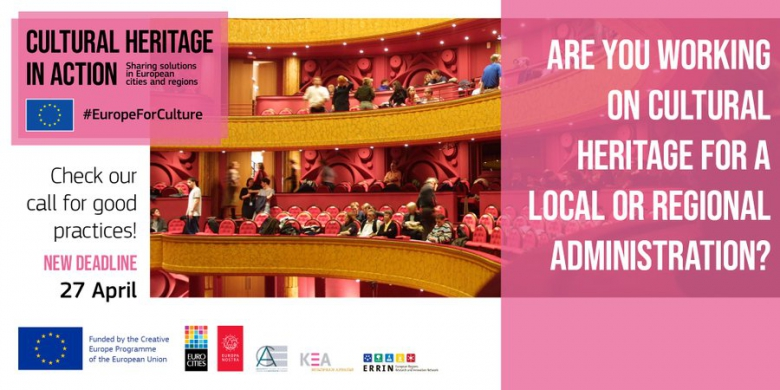 CULTURAL HERITAGE
IN ACTION
Sharing solutions
in European
cities and regions
#EuropeForCulture
Check our
call for good
practices!
NEW DEADLINE
27 April
ARE YOU WORKING
ON CULTURAL
HERITAGE FOR A
LOCAL OR REGIONAL
ADMINISTRATION?
Funded by the Creative
Europe Programme
of the European Union
EURO
CITIES
EUROPA
NOSTRA
KEA
ERRIN